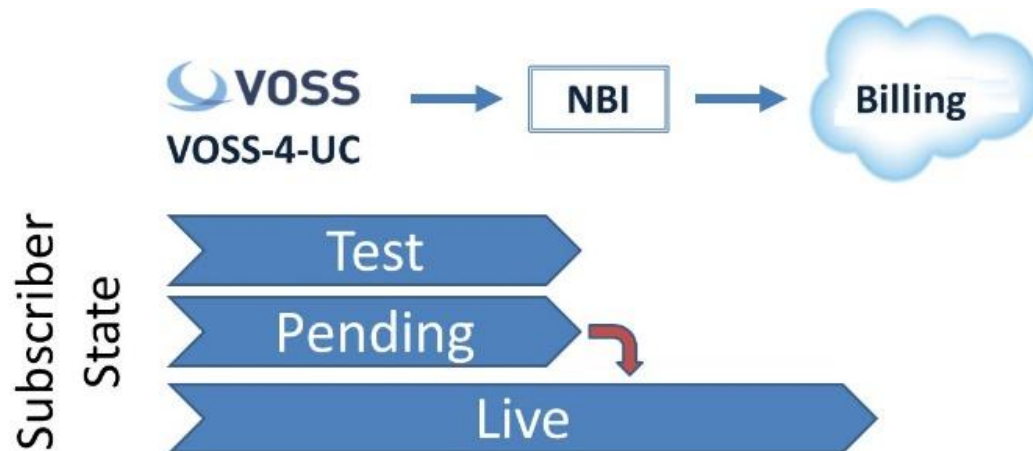 VOSS
VOSS-4-UC
NBI
Billing
Subscriber
State
Test
Pending
Live